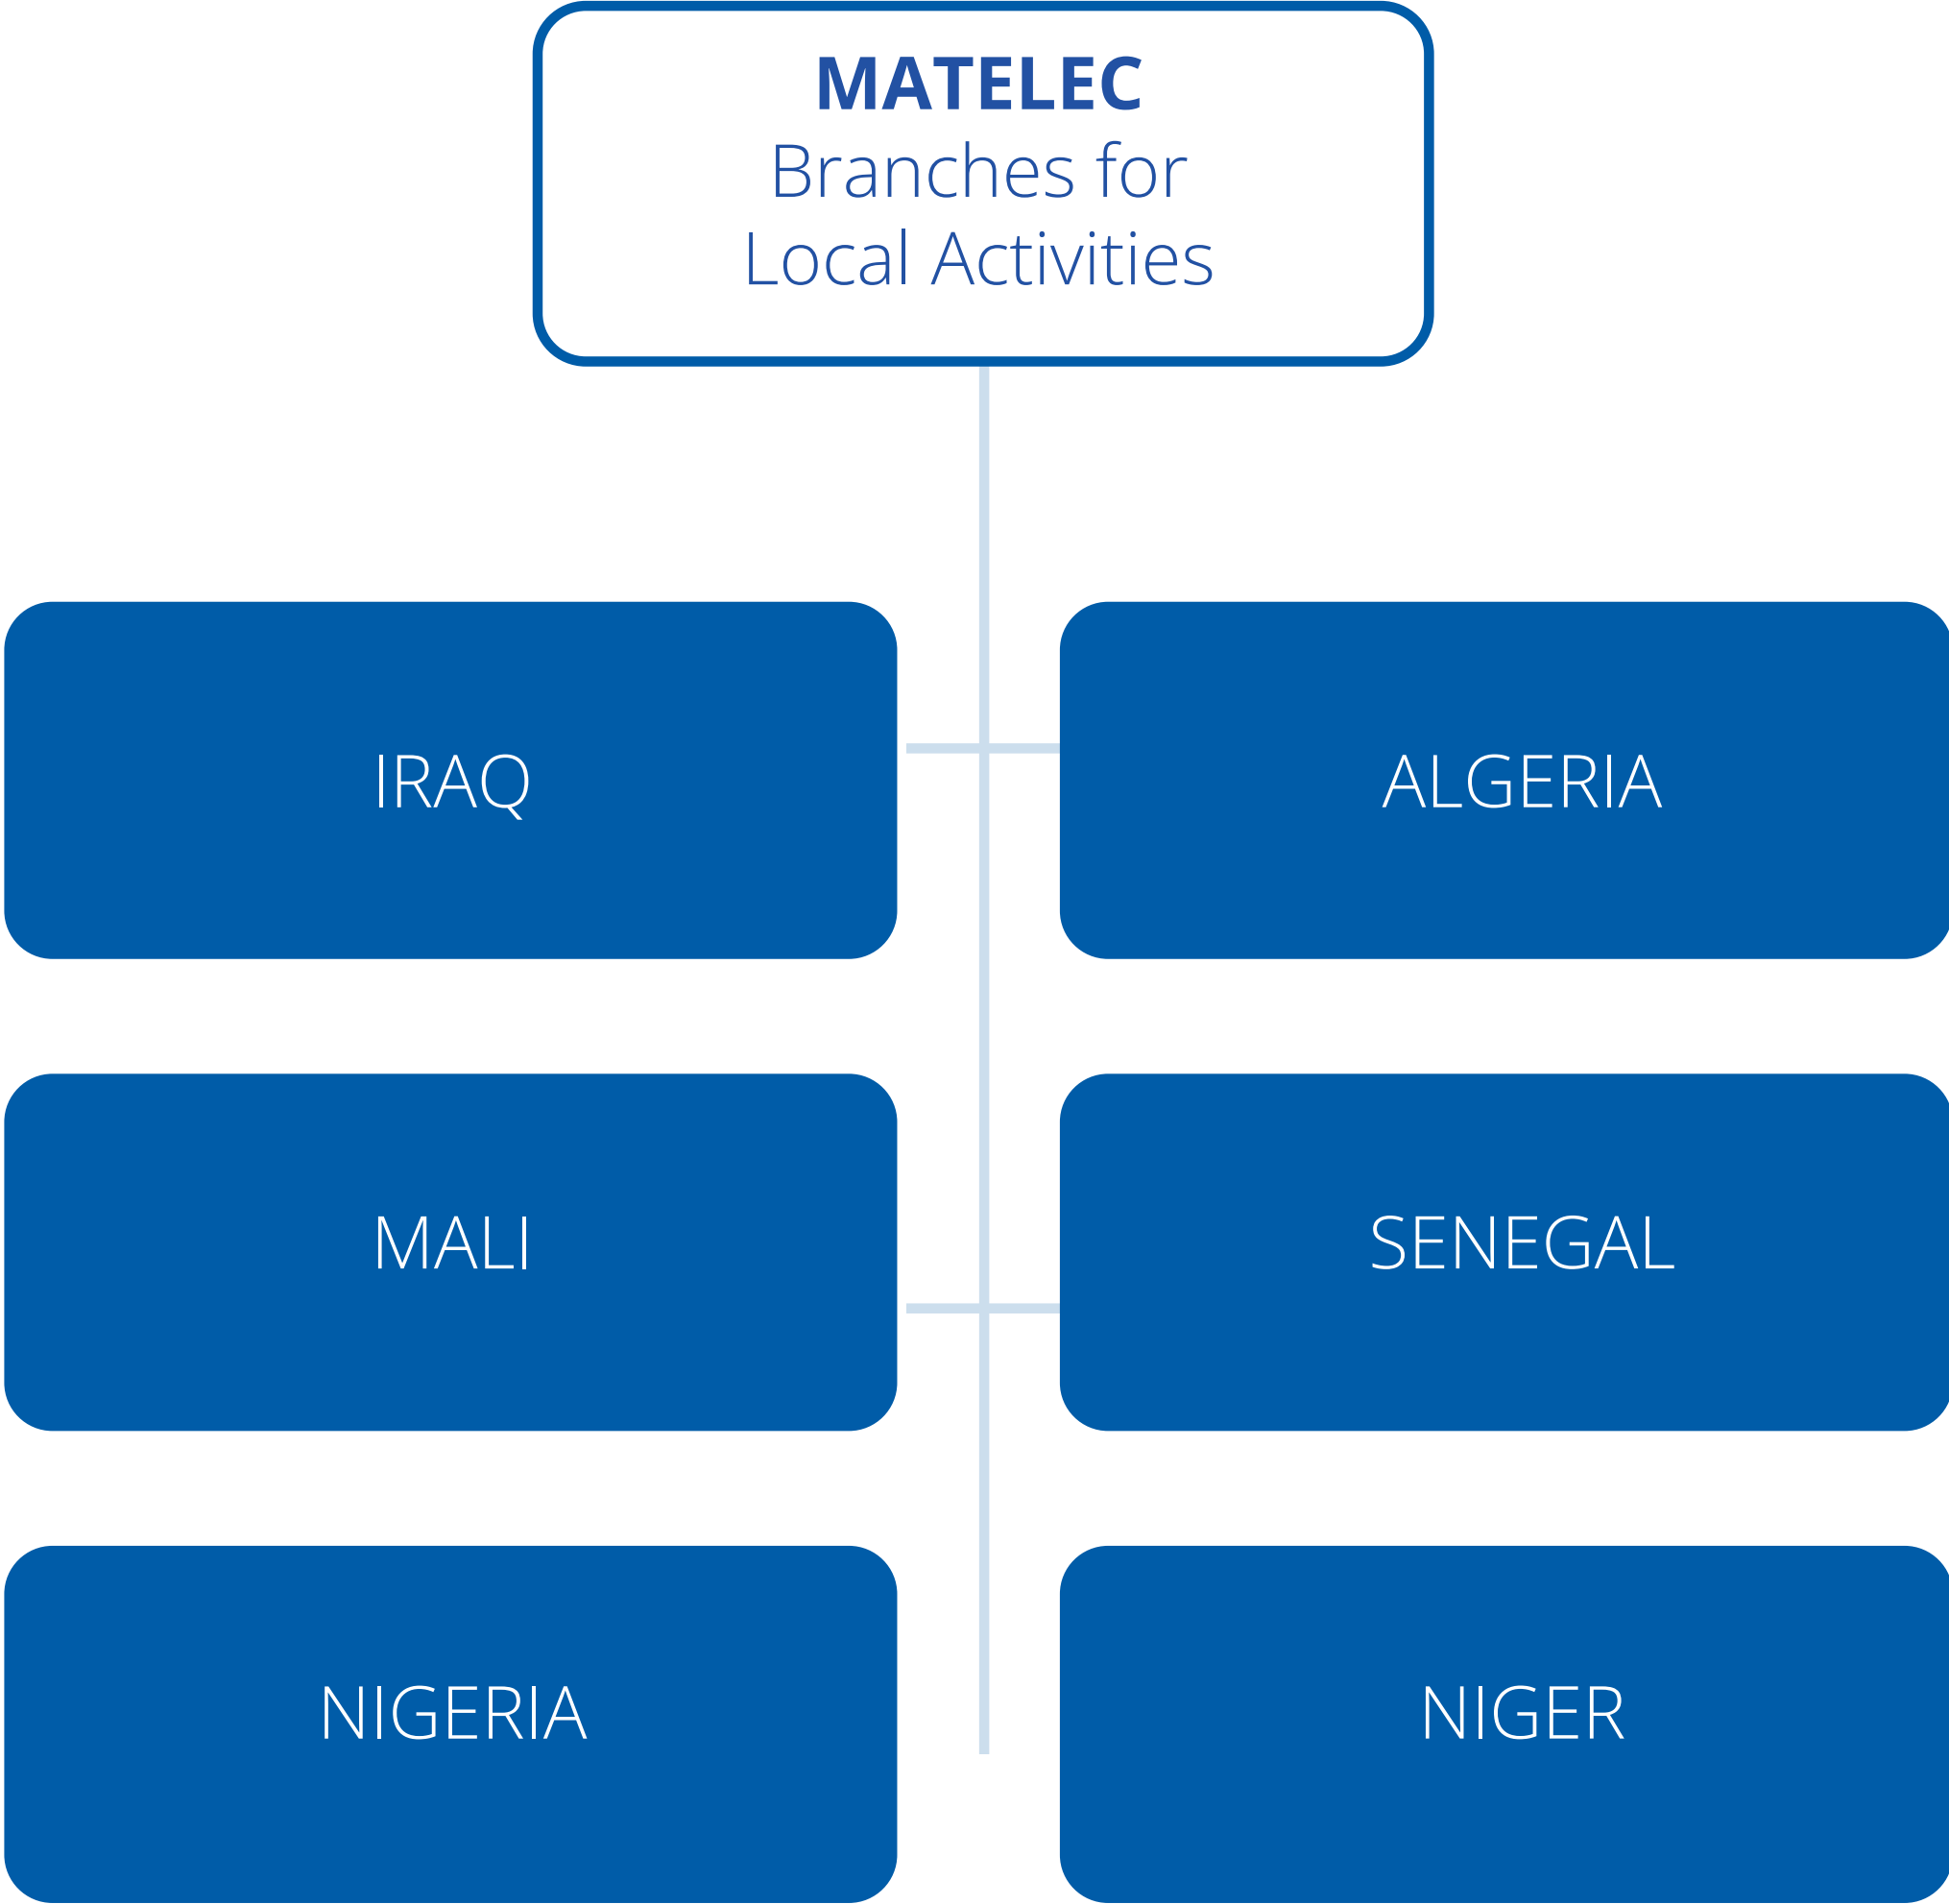 MATELEC
Branches for
Local Activities
IRAQ
ALGERIA
MALI
SENEGAL
NIGERIA
NIGER